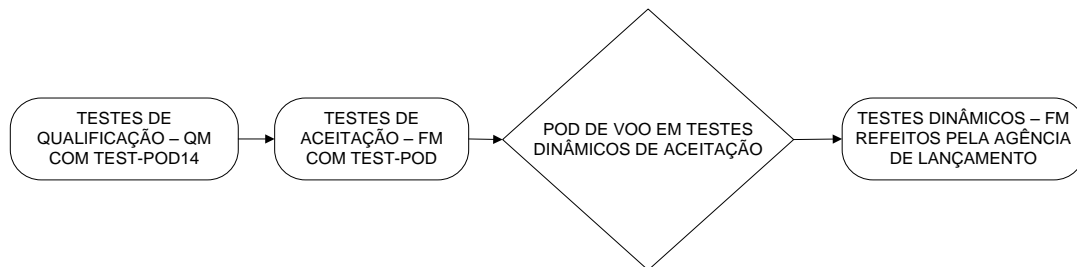 TESTES DE
QUALIFICAÇÃO – QM
COM TEST-POD14
TESTES DE
ACEITAÇÃO – FM
COM TEST-POD
POD DE VOO EM TESTES
DINÂMICOS DE ACEITAÇÃO
TESTES DINÂMICOS – FM
REFEITOS PELA AGÊNCIA
DE LANÇAMENTO